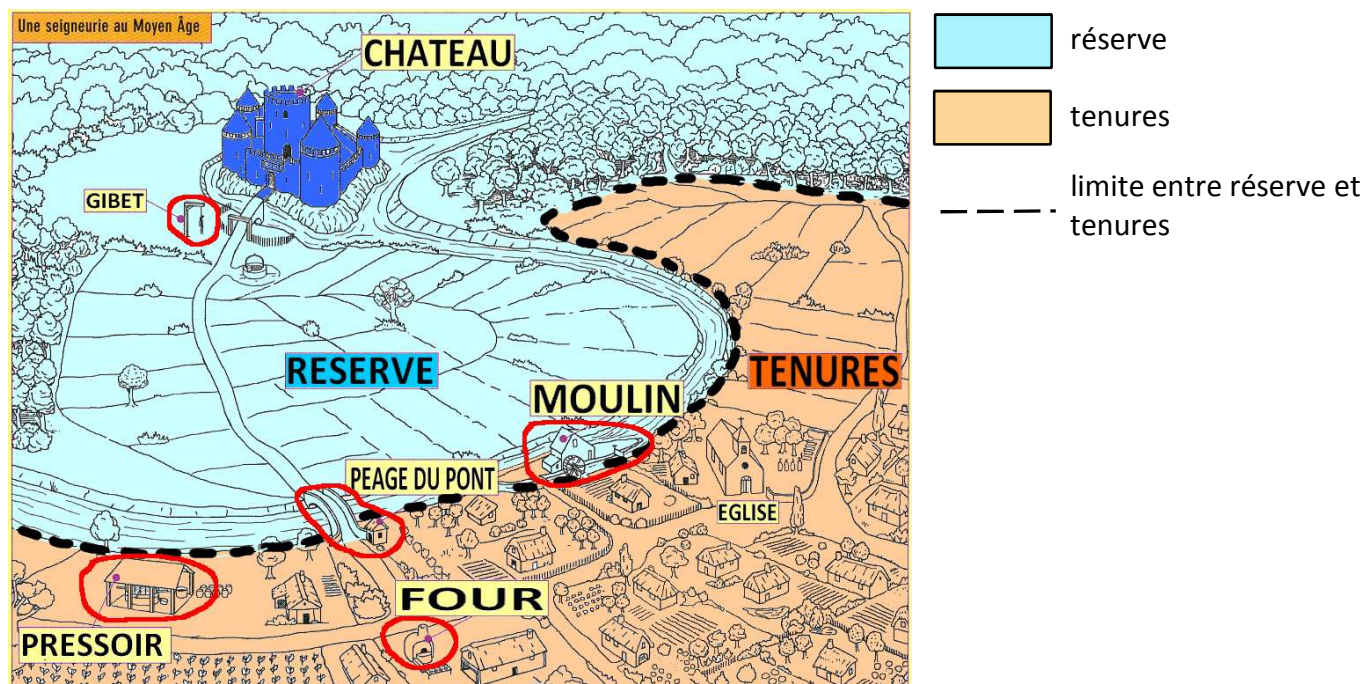 Une seigneurie au Moyen Âge
CHATEAU
GIBET
RESERVE
TENURES
MOULIN
PEAGE DU PONT
EGLISE
FOUR
PRESSOIR
réserve
tenures
limite entre réserve et
tenures